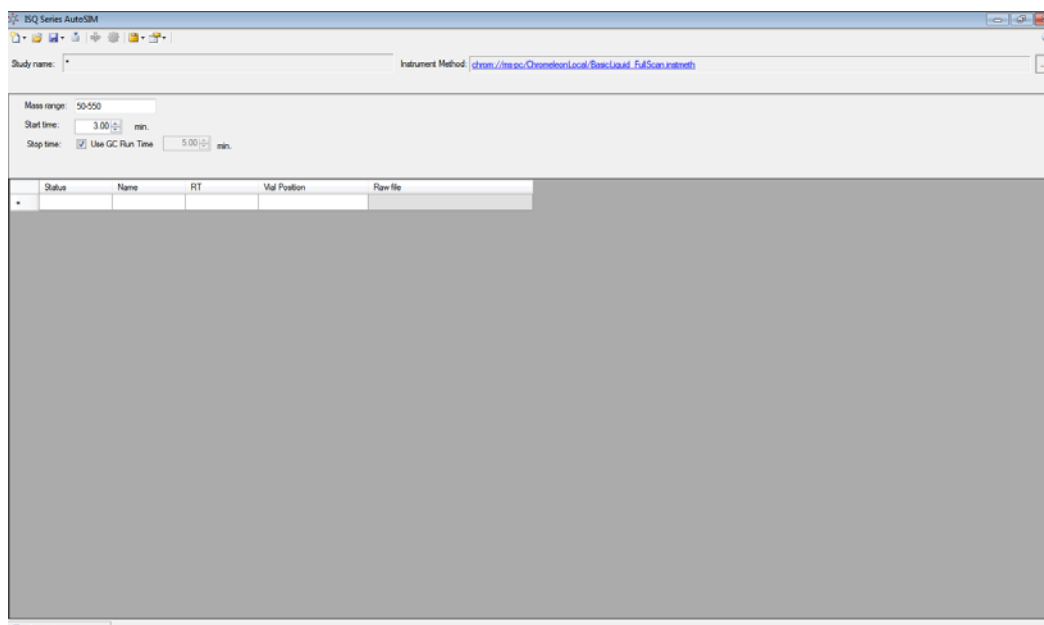 ISQ Series AutoSIM
Study name: * Instrument Method: chrom://ms-pc/ChromeleonLocal/BasicLiquid_FullScan.instmeth
Mass range: 50-550
Start time: 3.00 min.
Stop time: Use GC Run Time 5.00 min.
Status Name RT Vial Position Raw file
*